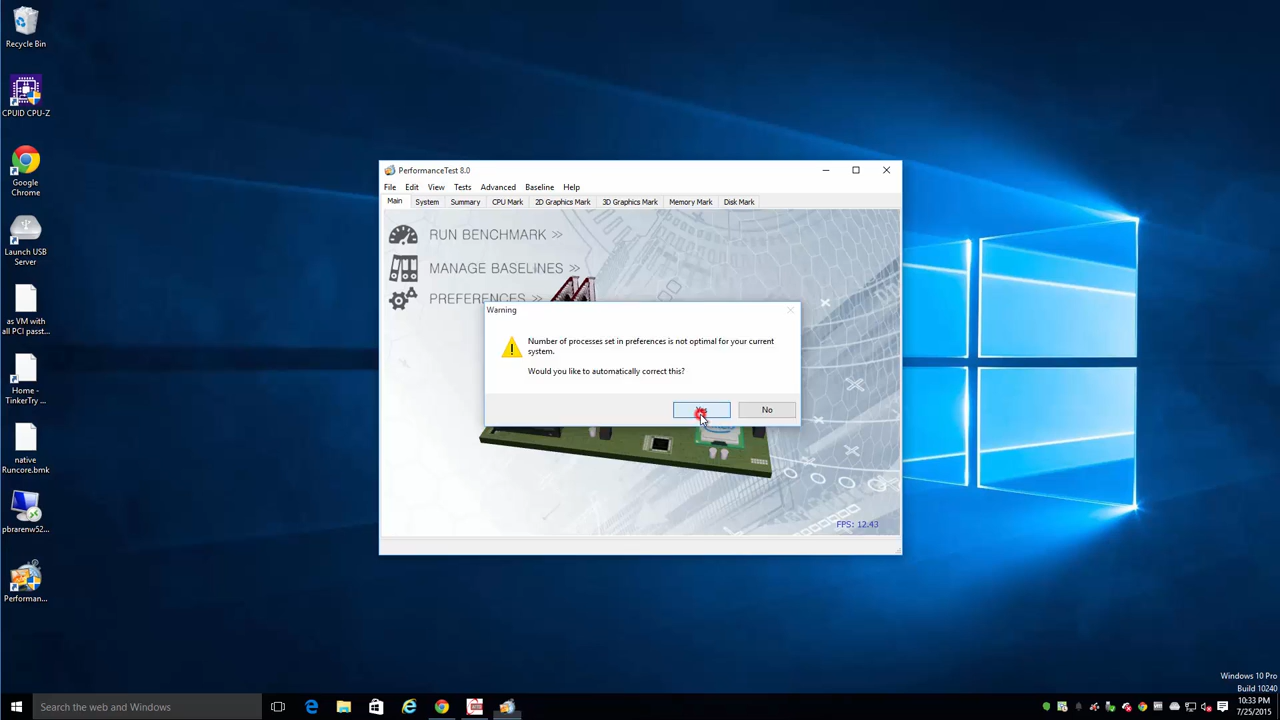 Recycle Bin
CPUID CPU-Z
Google
Chrome
Launch USB
Server
as VM with
all PCI passt...
Home -
TinkerTry ...
native
Runcore.bmk
pbrarenw52...
Performan...
PerformanceTest 8.0
File Edit View Tests Advanced Baseline Help
Main System Summary CPU Mark 2D Graphics Mark 3D Graphics Mark Memory Mark Disk Mark
RUN BENCHMARK >>
MANAGE BASELINES >>
PREFERENCES >>
Warning
Number of processes set in preferences is not optimal for your current
system.
Would you like to automatically correct this?
Yes No
FPS: 12.43
Windows 10 Pro
Build 10240
Search the web and Windows
10:33 PM
7/25/2015